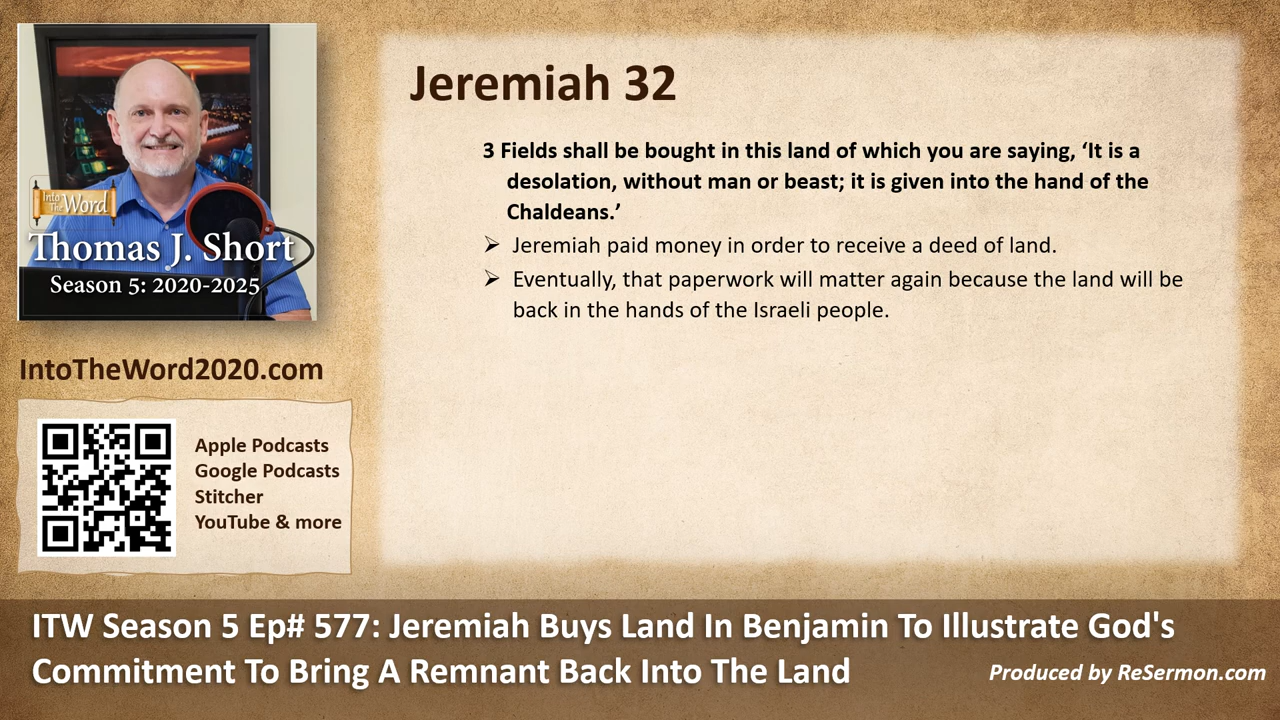 Into
The Word
Thomas J. Short
Season 5: 2020-2025
IntoTheWord2020.com
Apple Podcasts
Google Podcasts
Stitcher
YouTube & more
Jeremiah 32
3 Fields shall be bought in this land of which you are saying, ‘It is a
desolation, without man or beast; it is given into the hand of the
Chaldeans.’
➢ Jeremiah paid money in order to receive a deed of land.
➢ Eventually, that paperwork will matter again because the land will be
back in the hands of the Israeli people.
ITW Season 5 Ep# 577: Jeremiah Buys Land In Benjamin To Illustrate God's
Commitment To Bring A Remnant Back Into The Land
Produced by ReSermon.com